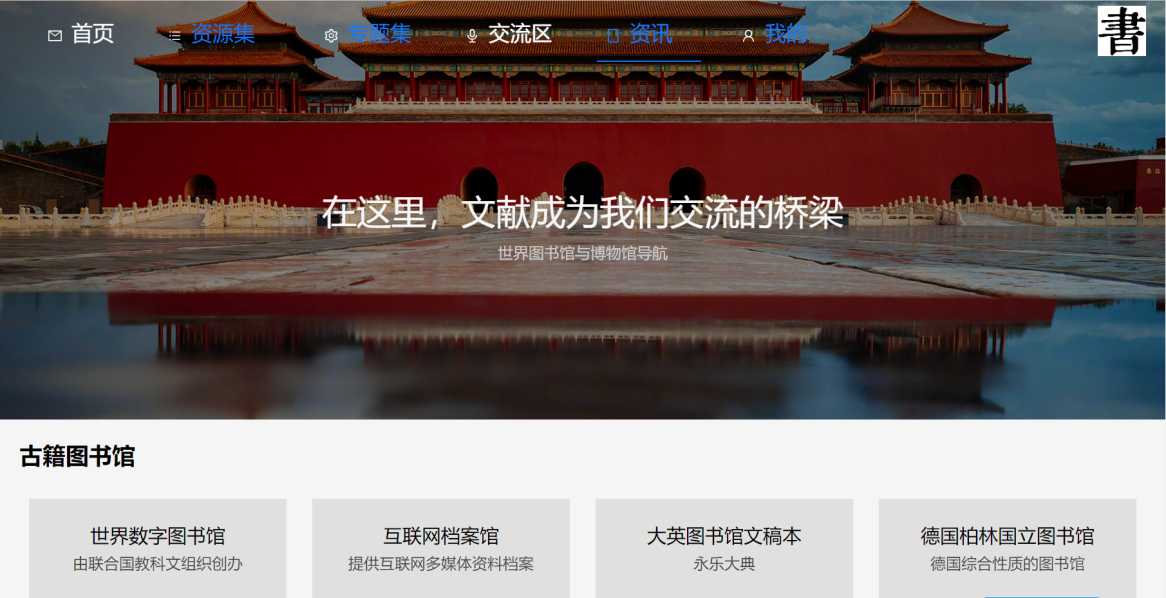 首页 资源集 专题集 交流区 资讯 我的
書
在这里，文献成为我们交流的桥梁
世界图书馆与博物馆导航
古籍图书馆
世界数字图书馆 互联网档案馆 大英图书馆文稿本 德国柏林国立图书馆
由联合国教科文组织创办 提供互联网多媒体资料档案 永乐大典 德国综合性质的图书馆